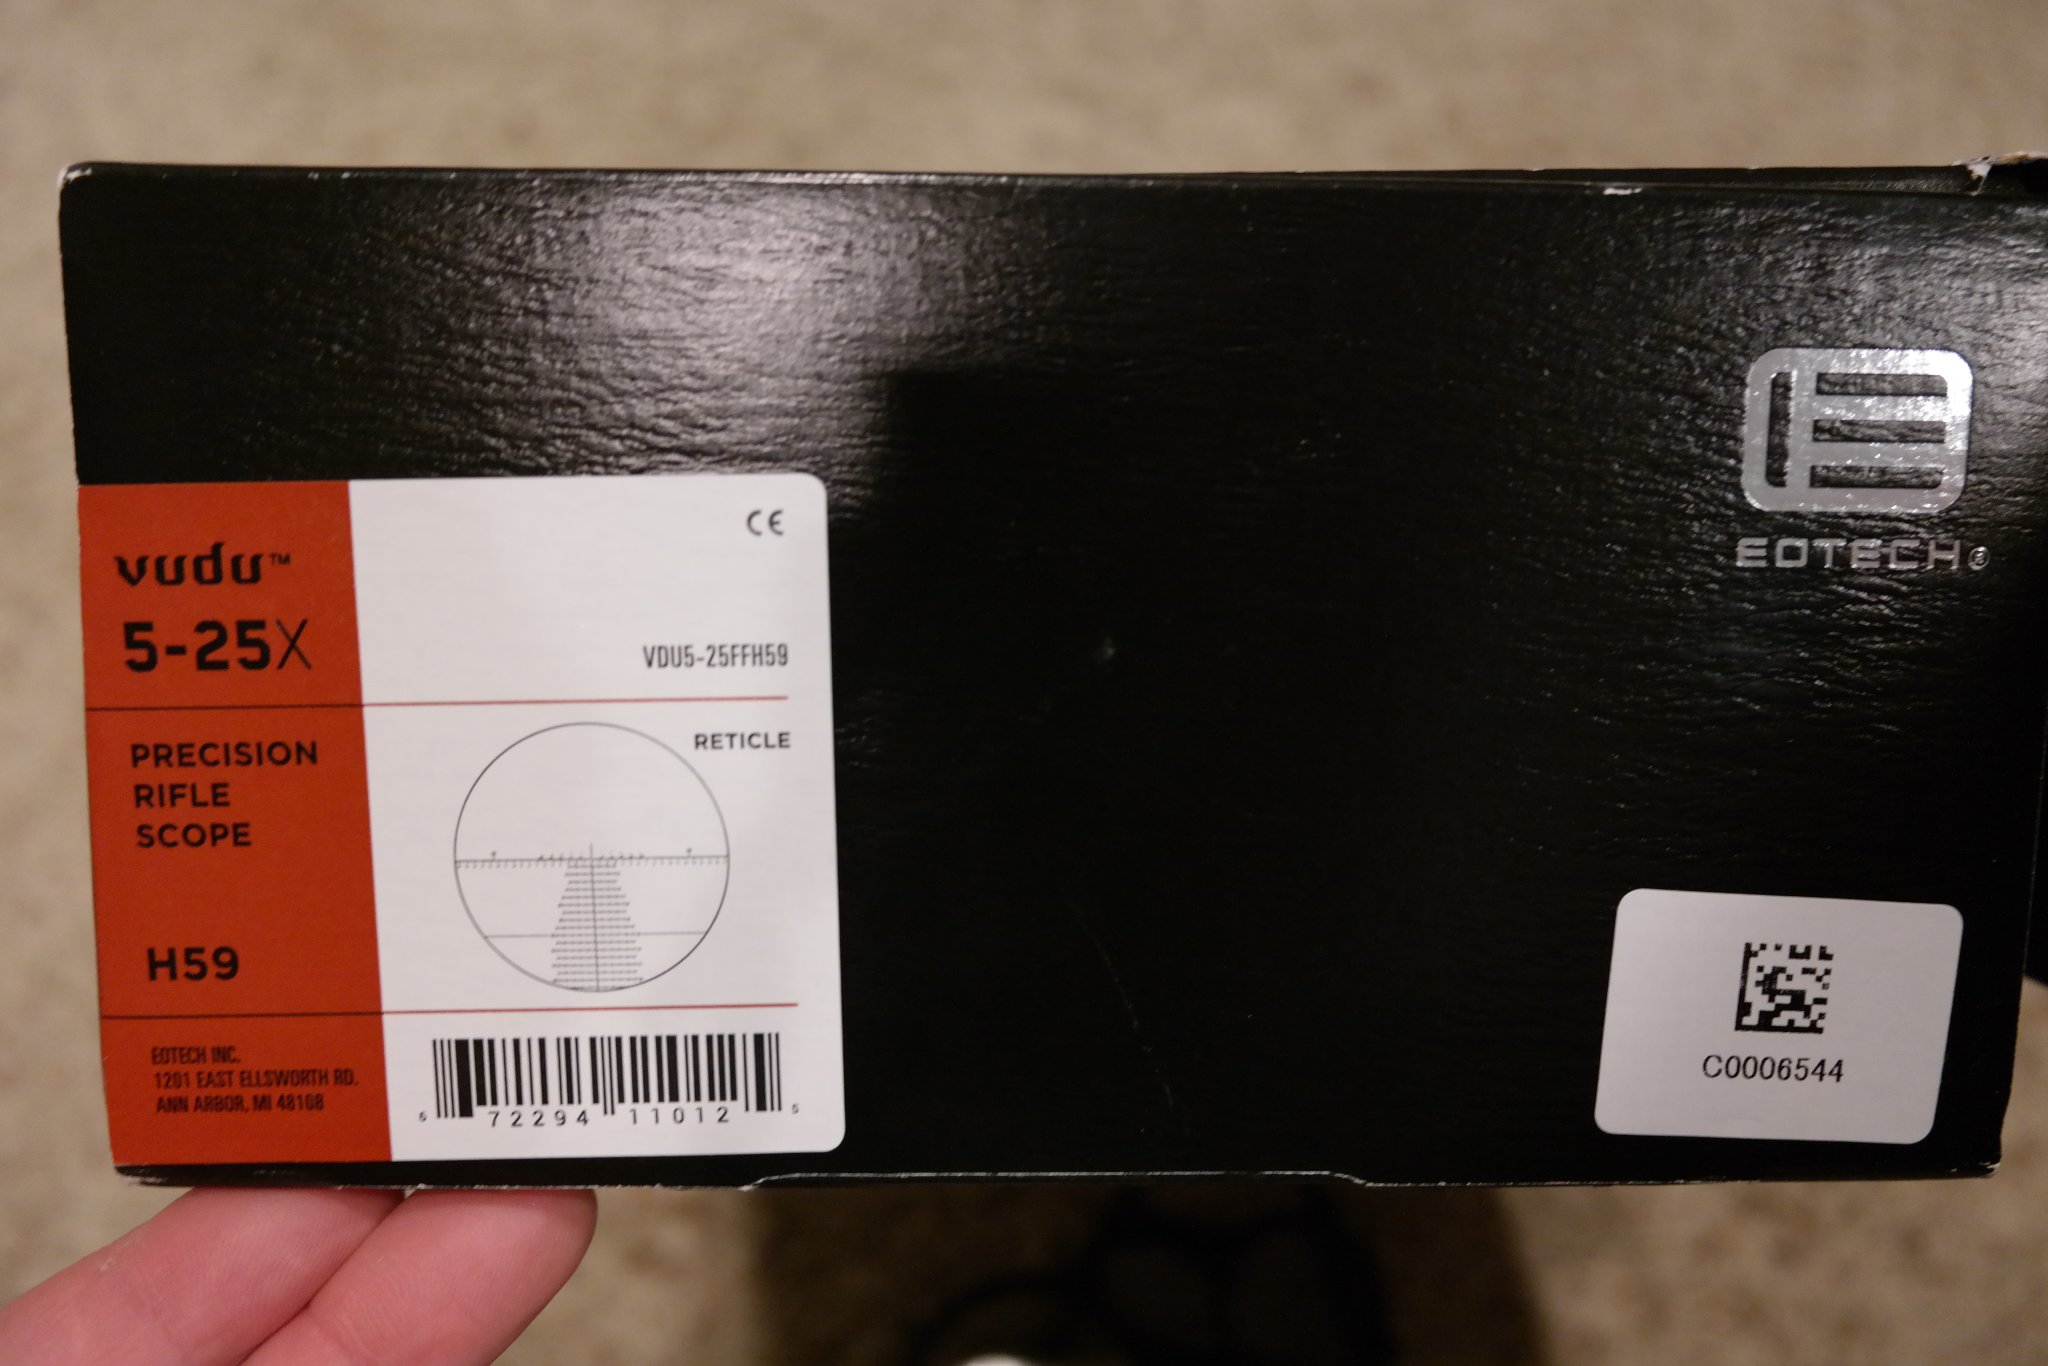 vudu™
5-25X
PRECISION
RIFLE
SCOPE
H59
EOTECH INC.
1201 EAST ELLSWORTH RD.
ANN ARBOR, MI 48108
CE
VDU5-25FFH59
RETICLE
6 72294 11012 5
EOTECH®
C0006544